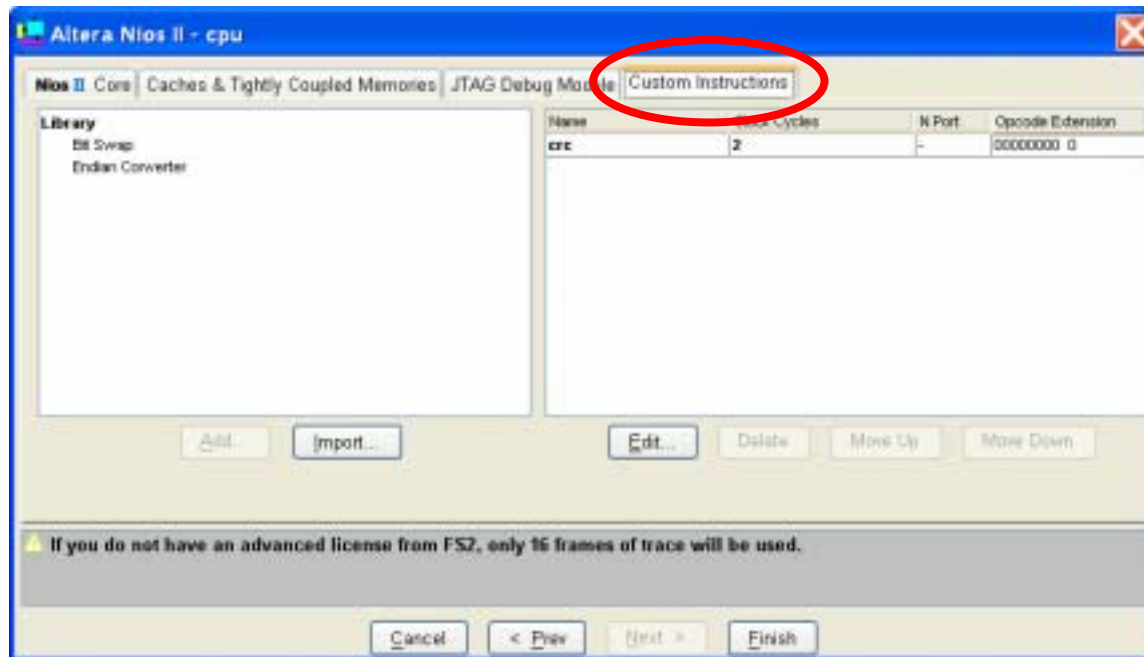 Altera Nios II - cpu
Nios II Core Caches & Tightly Coupled Memories JTAG Debug Module Custom Instructions
Library
Bit Swap
Endian Converter
Name Clock Cycles N Port Opcode Extension
crc 2 - 00000000 0
Add... Import... Edit... Delete Move Up Move Down
If you do not have an advanced license from FS2, only 16 frames of trace will be used.
Cancel < Prev Next > Finish